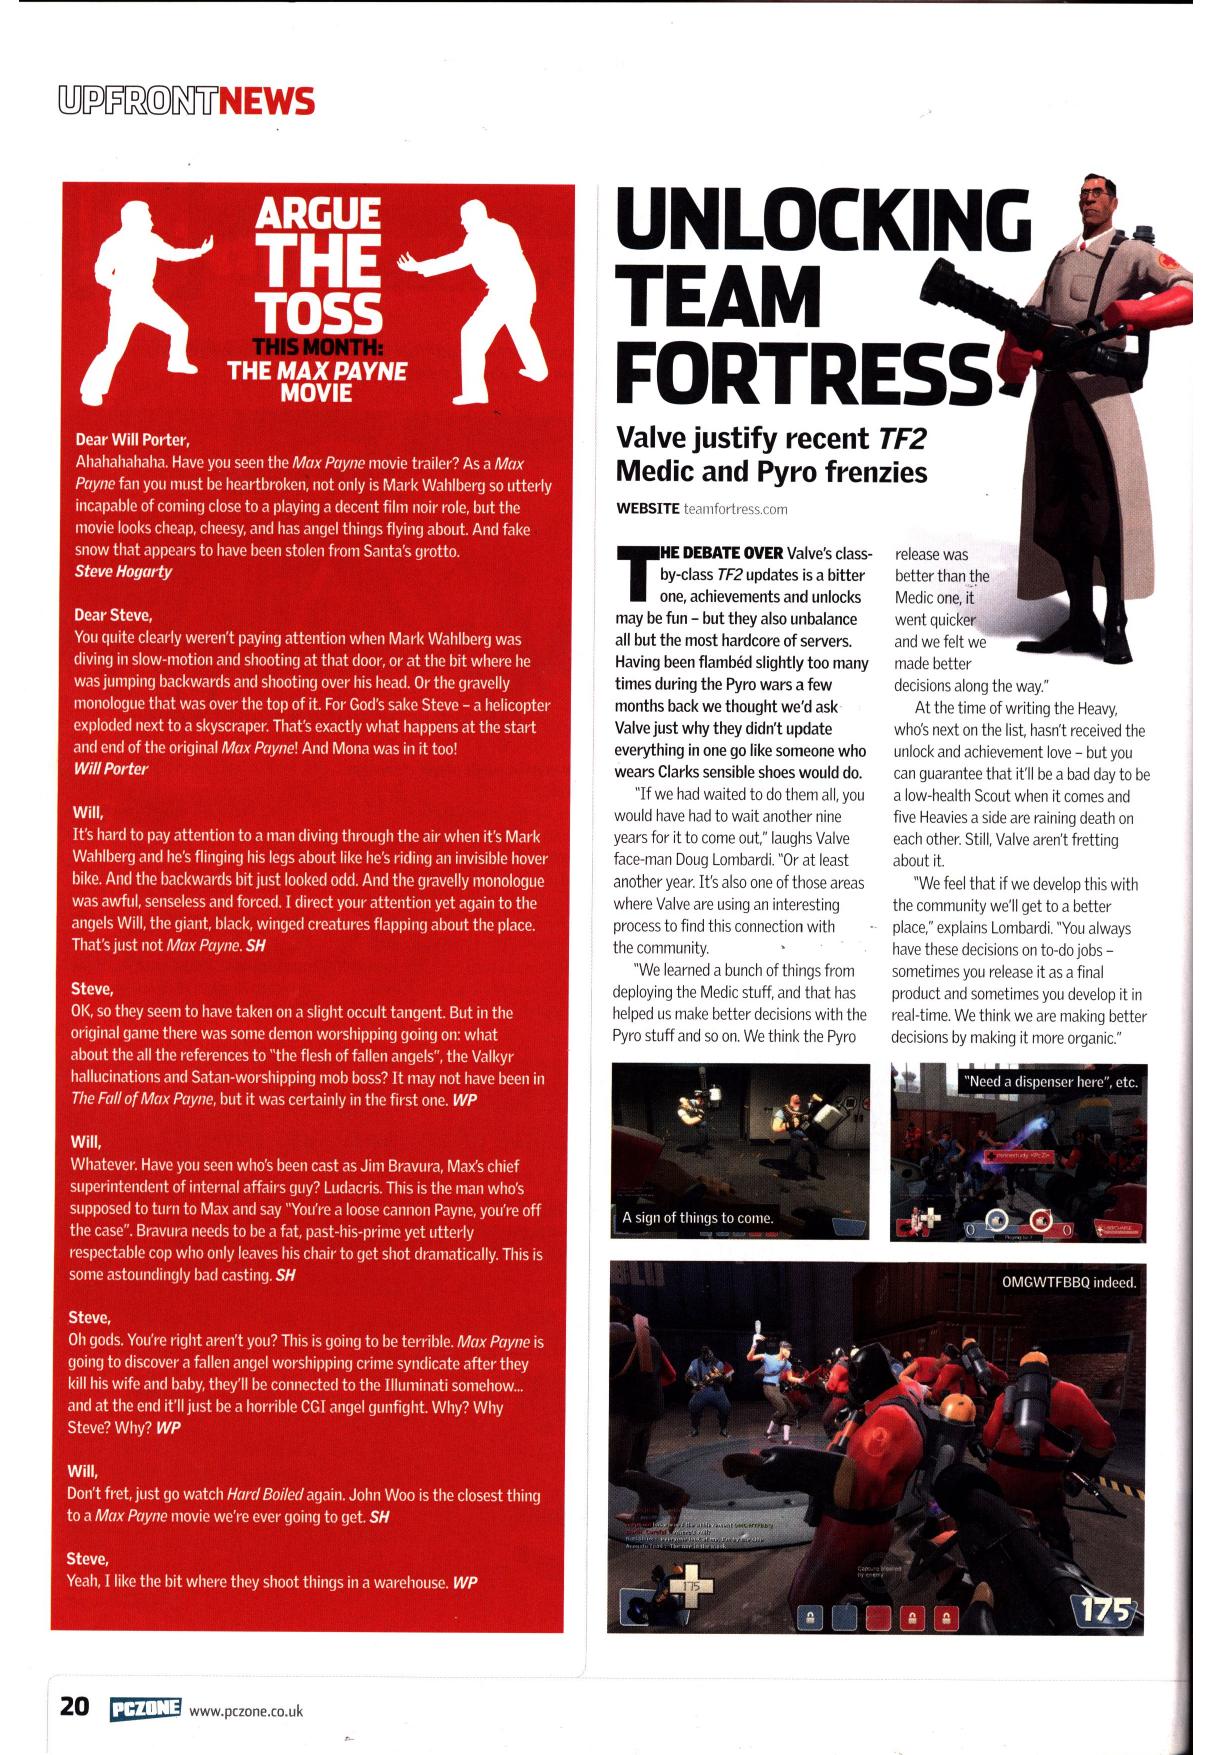 UPFRONTNEWS
ARGUE
THE
TOSS
THIS MONTH:
THE MAX PAYNE
MOVIE
Dear Will Porter,
Ahahahahaha. Have you seen the Max Payne movie trailer? As a Max
Payne fan you must be heartbroken, not only is Mark Wahlberg so utterly
incapable of coming close to a playing a decent film noir role, but the
movie looks cheap, cheesy, and has angel things flying about. And fake
snow that appears to have been stolen from Santa's grotto.
Steve Hogarty
Dear Steve,
You quite clearly weren't paying attention when Mark Wahlberg was
diving in slow-motion and shooting at that door, or at the bit where he
was jumping backwards and shooting over his head. Or the gravelly
monologue that was over the top of it. For God's sake Steve – a helicopter
exploded next to a skyscraper. That's exactly what happens at the start
and end of the original Max Payne! And Mona was in it too!
Will Porter
Will,
It's hard to pay attention to a man diving through the air when it's Mark
Wahlberg and he's flinging his legs about like he's riding an invisible hover
bike. And the backwards bit just looked odd. And the gravelly monologue
was awful, senseless and forced. I direct your attention yet again to the
angels Will, the giant, black, winged creatures flapping about the place.
That's just not Max Payne. SH
Steve,
OK, so they seem to have taken on a slight occult tangent. But in the
original game there was some demon worshipping going on: what
about the all the references to "the flesh of fallen angels", the Valkyr
hallucinations and Satan-worshipping mob boss? It may not have been in
The Fall of Max Payne, but it was certainly in the first one. WP
Will,
Whatever. Have you seen who's been cast as Jim Bravura, Max's chief
superintendent of internal affairs guy? Ludacris. This is the man who's
supposed to turn to Max and say "You're a loose cannon Payne, you're off
the case". Bravura needs to be a fat, past-his-prime yet utterly
respectable cop who only leaves his chair to get shot dramatically. This is
some astoundingly bad casting. SH
Steve,
Oh gods. You're right aren't you? This is going to be terrible. Max Payne is
going to discover a fallen angel worshipping crime syndicate after they
kill his wife and baby, they'll be connected to the Illuminati somehow...
and at the end it'll just be a horrible CGI angel gunfight. Why? Why
Steve? Why? WP
Will,
Don't fret, just go watch Hard Boiled again. John Woo is the closest thing
to a Max Payne movie we're ever going to get. SH
Steve,
Yeah, I like the bit where they shoot things in a warehouse. WP
UNLOCKING
TEAM
FORTRESS
Valve justify recent TF2
Medic and Pyro frenzies
WEBSITE teamfortress.com
THE DEBATE OVER Valve's class-
by-class TF2 updates is a bitter
one, achievements and unlocks
may be fun – but they also unbalance
all but the most hardcore of servers.
Having been flambéd slightly too many
times during the Pyro wars a few
months back we thought we'd ask
Valve just why they didn't update
everything in one go like someone who
wears Clarks sensible shoes would do.
"If we had waited to do them all, you
would have had to wait another nine
years for it to come out," laughs Valve
face-man Doug Lombardi. "Or at least
another year. It's also one of those areas
where Valve are using an interesting
process to find this connection with
the community.
"We learned a bunch of things from
deploying the Medic stuff, and that has
helped us make better decisions with the
Pyro stuff and so on. We think the Pyro
release was
better than the
Medic one, it
went quicker
and we felt we
made better
decisions along the way."
At the time of writing the Heavy,
who's next on the list, hasn't received the
unlock and achievement love – but you
can guarantee that it'll be a bad day to be
a low-health Scout when it comes and
five Heavies a side are raining death on
each other. Still, Valve aren't fretting
about it.
"We feel that if we develop this with
the community we'll get to a better
place," explains Lombardi. "You always
have these decisions on to-do jobs –
sometimes you release it as a final
product and sometimes you develop it in
real-time. We think we are making better
decisions by making it more organic."
A sign of things to come.
"Need a dispenser here", etc.
OMGWTFBBQ indeed.
Capture blocked
by enemy
175
175
20 PCZONE www.pczone.co.uk